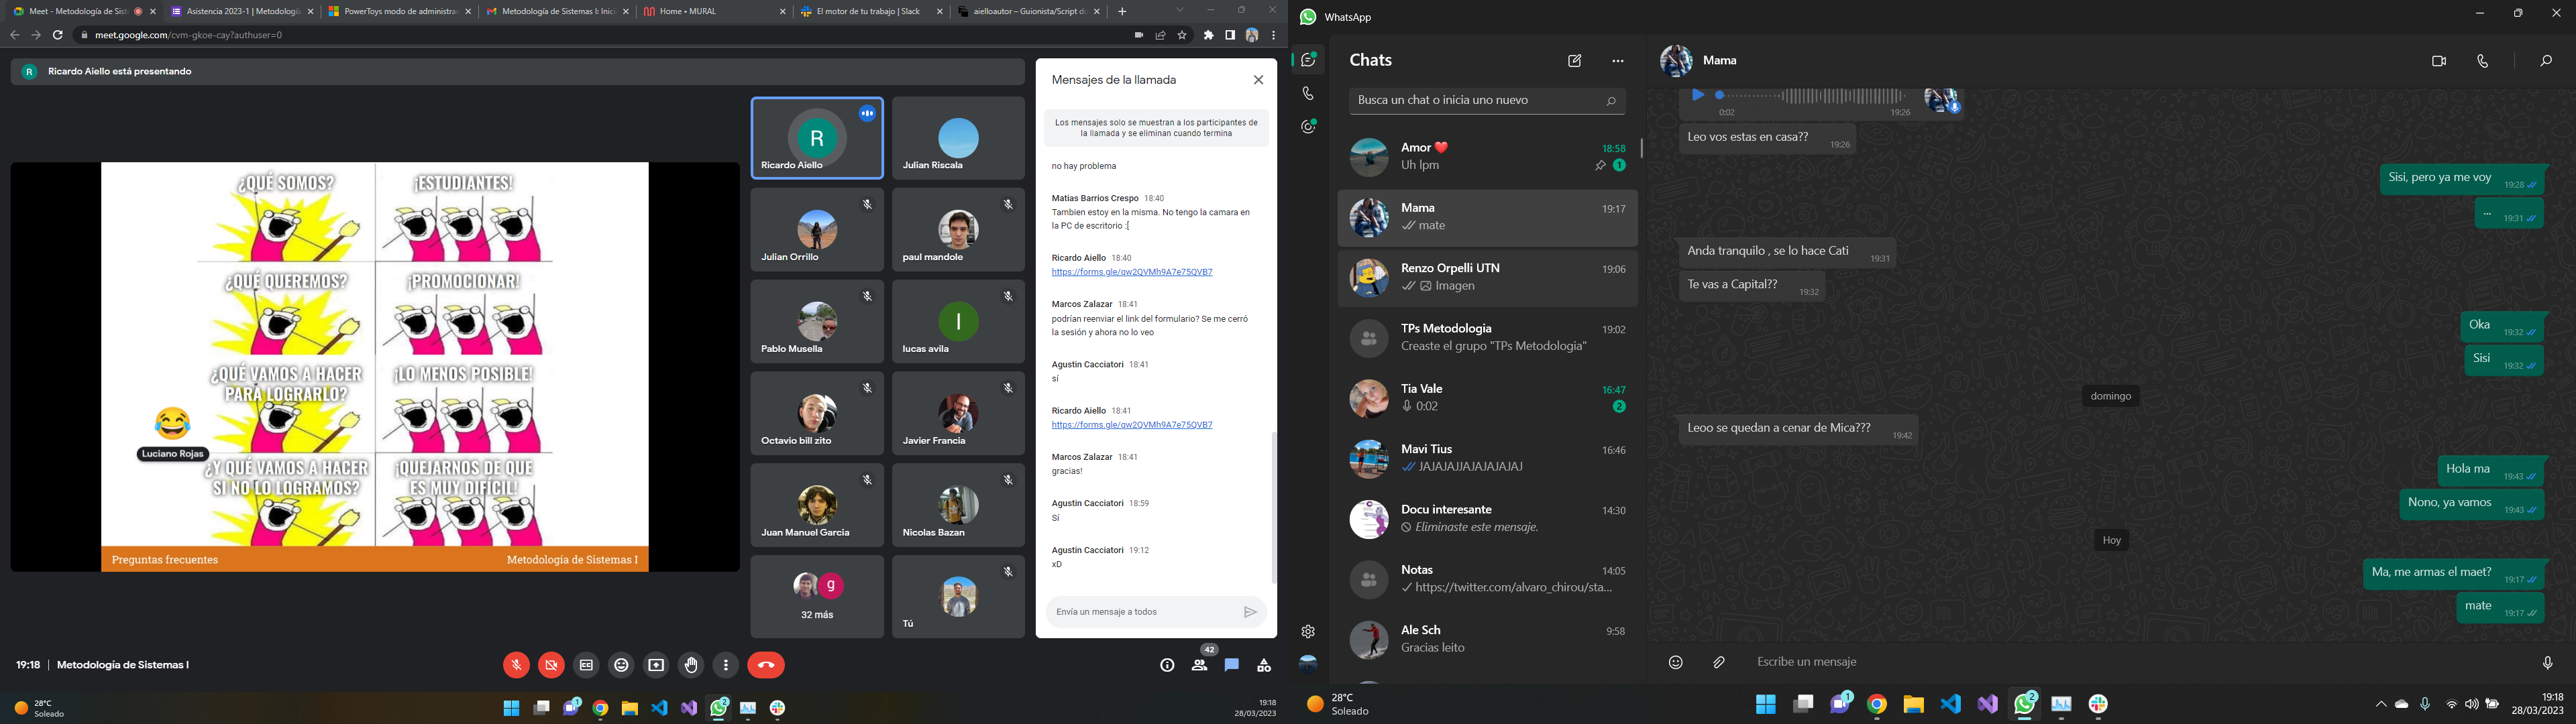 Meet - Metodología de Sist
Asistencia 2023-1 | Metodología
PowerToys modo de administrac
Metodología de Sistemas I: Inic
Home • MURAL
El motor de tu trabajo | Slack
aielloautor – Guionista/Script do
meet.google.com/cvm-gkoe-cay?authuser=0
R
Ricardo Aiello está presentando
¿QUÉ SOMOS?
¡ESTUDIANTES!
¿QUÉ QUEREMOS?
¡PROMOCIONAR!
¿QUÉ VAMOS A HACER
PARA LOGRARLO?
¡LO MENOS POSIBLE!
¿Y QUÉ VAMOS A HACER
SI NO LO LOGRAMOS?
¡QUEJARNOS DE QUE
ES MUY DIFÍCIL!
Luciano Rojas
Preguntas frecuentes
Metodología de Sistemas I
R
Ricardo Aiello
Julian Riscala
Julian Orrillo
paul mandole
Pablo Musella
l
lucas avila
Octavio bill zito
Javier Francia
Juan Manuel Garcia
Nicolas Bazan
g
32 más
Tú
Mensajes de la llamada
Los mensajes solo se muestran a los participantes de
la llamada y se eliminan cuando termina
no hay problema
Matias Barrios Crespo 18:40
Tambien estoy en la misma. No tengo la camara en
la PC de escritorio :[
Ricardo Aiello 18:40
https://forms.gle/qw2QVMh9A7e75QVB7
Marcos Zalazar 18:41
podrían reenviar el link del formulario? Se me cerró
la sesión y ahora no lo veo
Agustin Cacciatori 18:41
sí
Ricardo Aiello 18:41
https://forms.gle/qw2QVMh9A7e75QVB7
Marcos Zalazar 18:41
gracias!
Agustin Cacciatori 18:59
Sí
Agustin Cacciatori 19:12
xD
Envía un mensaje a todos
19:18 | Metodología de Sistemas I
42
28°C
Soleado
1
2
19:18
28/03/2023
WhatsApp
Chats
Busca un chat o inicia uno nuevo
Amor 18:58
Uh lpm 1
Mama 19:17
mate
Renzo Orpelli UTN 19:06
Imagen
TPs Metodologia 19:02
Creaste el grupo "TPs Metodologia"
Tia Vale 16:47
0:02 2
Mavi Tius 16:46
JAJAJAJJAJAJAJAJAJ
Docu interesante 14:30
Eliminaste este mensaje.
Notas 14:05
https://twitter.com/alvaro_chirou/sta...
Ale Sch 9:58
Gracias leito
Mama
0:02 19:26
Leo vos estas en casa?? 19:26
Sisi, pero ya me voy 19:28
... 19:31
Anda tranquilo , se lo hace Cati 19:31
Te vas a Capital?? 19:32
Oka 19:32
Sisi 19:32
domingo
Leoo se quedan a cenar de Mica??? 19:42
Hola ma 19:43
Nono, ya vamos 19:43
Hoy
Ma, me armas el maet? 19:17
mate 19:17
Escribe un mensaje
28°C
Soleado
1
2
19:18
28/03/2023